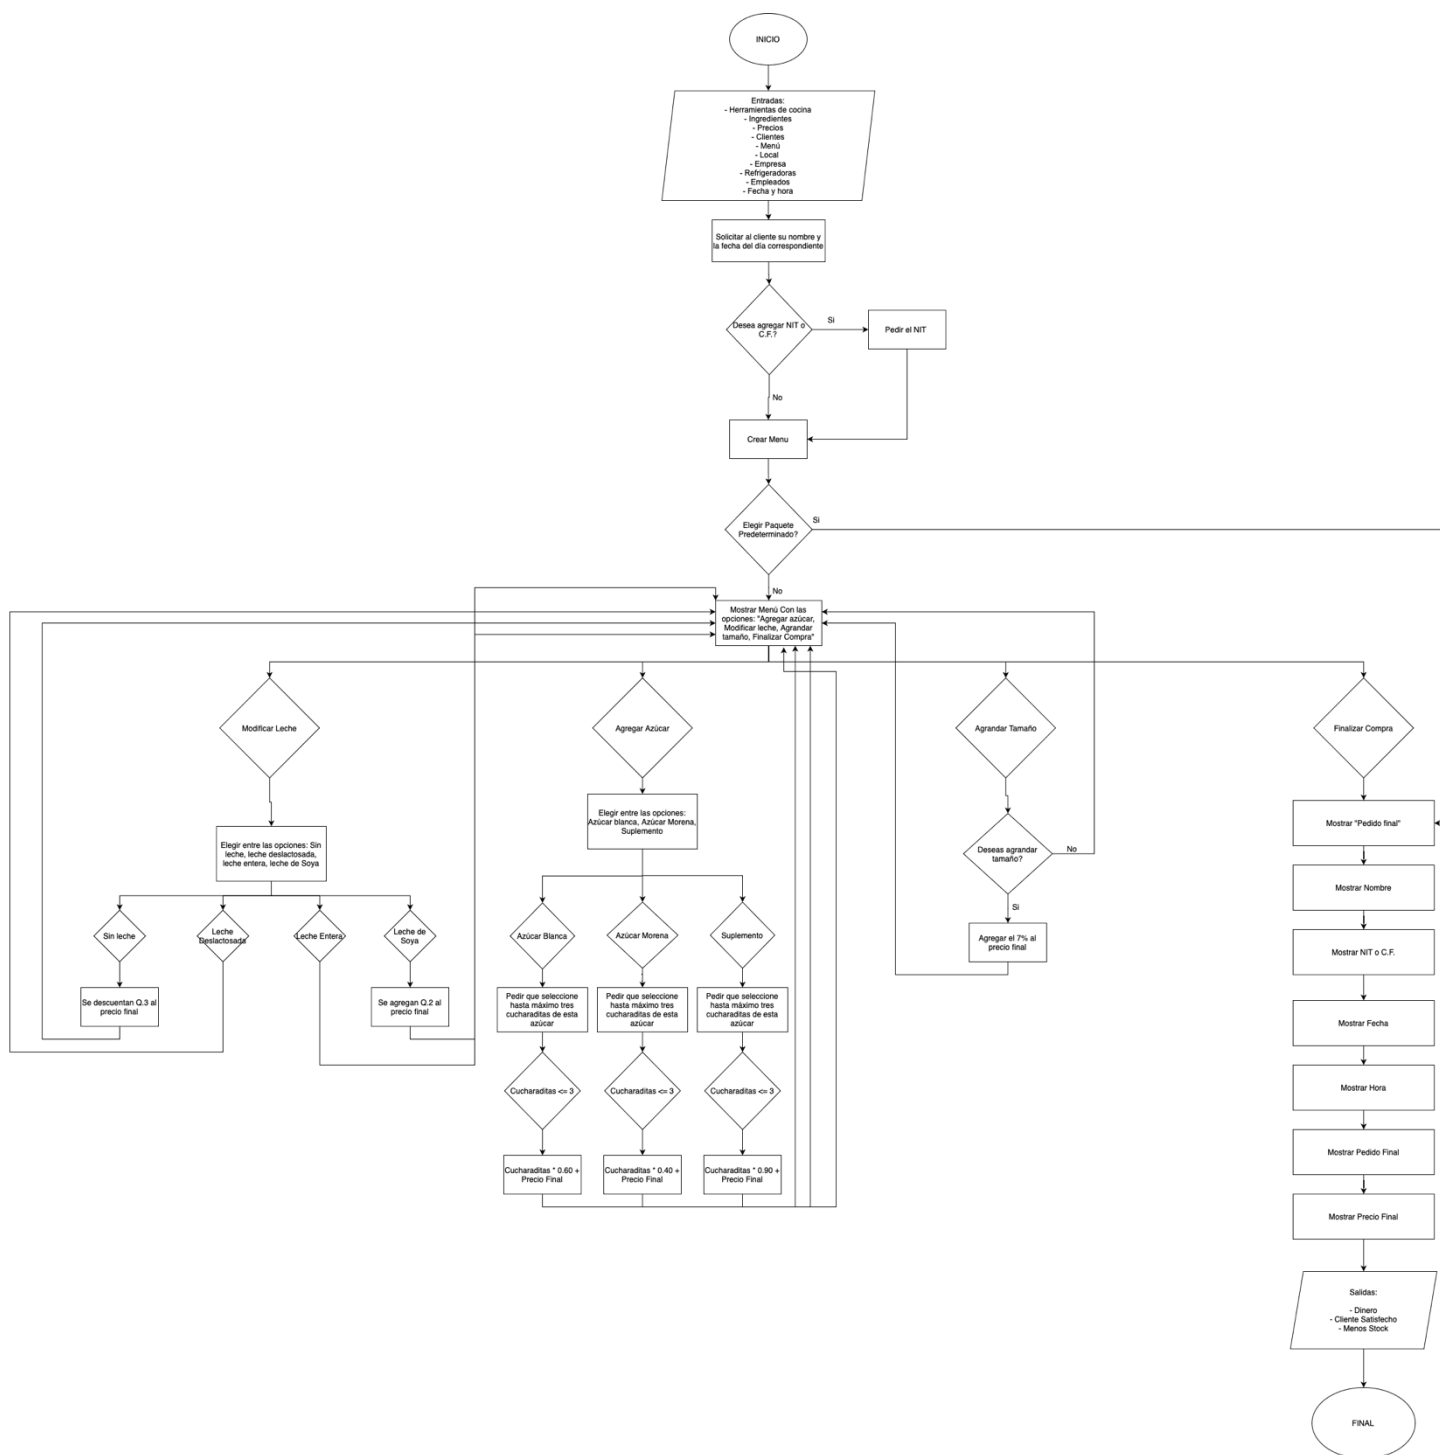 INICIO
Entradas:
- Herramientas de cocina
- Ingredientes
- Precios
- Clientes
- Menú
- Local
- Empresa
- Refrigeradoras
- Empleados
- Fecha y hora
Solicitar al cliente su nombre y
la fecha del día correspondiente
Desea agregar NIT o
C.F.?
Si
Pedir el NIT
No
Crear Menu
Elegir Paquete
Predeterminado?
Si
No
Mostrar Menú Con las
opciones: "Agregar azúcar,
Modificar leche, Agrandar
tamaño, Finalizar Compra"
Modificar Leche
Agregar Azúcar
Agrandar Tamaño
Finalizar Compra
Elegir entre las opciones: Sin
leche, leche deslactosada,
leche entera, leche de Soya
Elegir entre las opciones:
Azúcar blanca, Azúcar Morena,
Suplemento
Deseas agrandar
tamaño?
No
Si
Agregar el 7% al
precio final
Sin leche
Leche
Deslactosada
Leche Entera
Leche de
Soya
Se descuentan Q.3 al
precio final
Se agregan Q.2 al
precio final
Azúcar Blanca
Azúcar Morena
Suplemento
Pedir que seleccione
hasta máximo tres
cucharaditas de esta
azúcar
Pedir que seleccione
hasta máximo tres
cucharaditas de esta
azúcar
Pedir que seleccione
hasta máximo tres
cucharaditas de esta
azúcar
Cucharaditas <= 3
Cucharaditas <= 3
Cucharaditas <= 3
Cucharaditas * 0.60 +
Precio Final
Cucharaditas * 0.40 +
Precio Final
Cucharaditas * 0.90 +
Precio Final
Mostrar "Pedido final"
Mostrar Nombre
Mostrar NIT o C.F.
Mostrar Fecha
Mostrar Hora
Mostrar Pedido Final
Mostrar Precio Final
Salidas:
- Dinero
- Cliente Satisfecho
- Menos Stock
FINAL